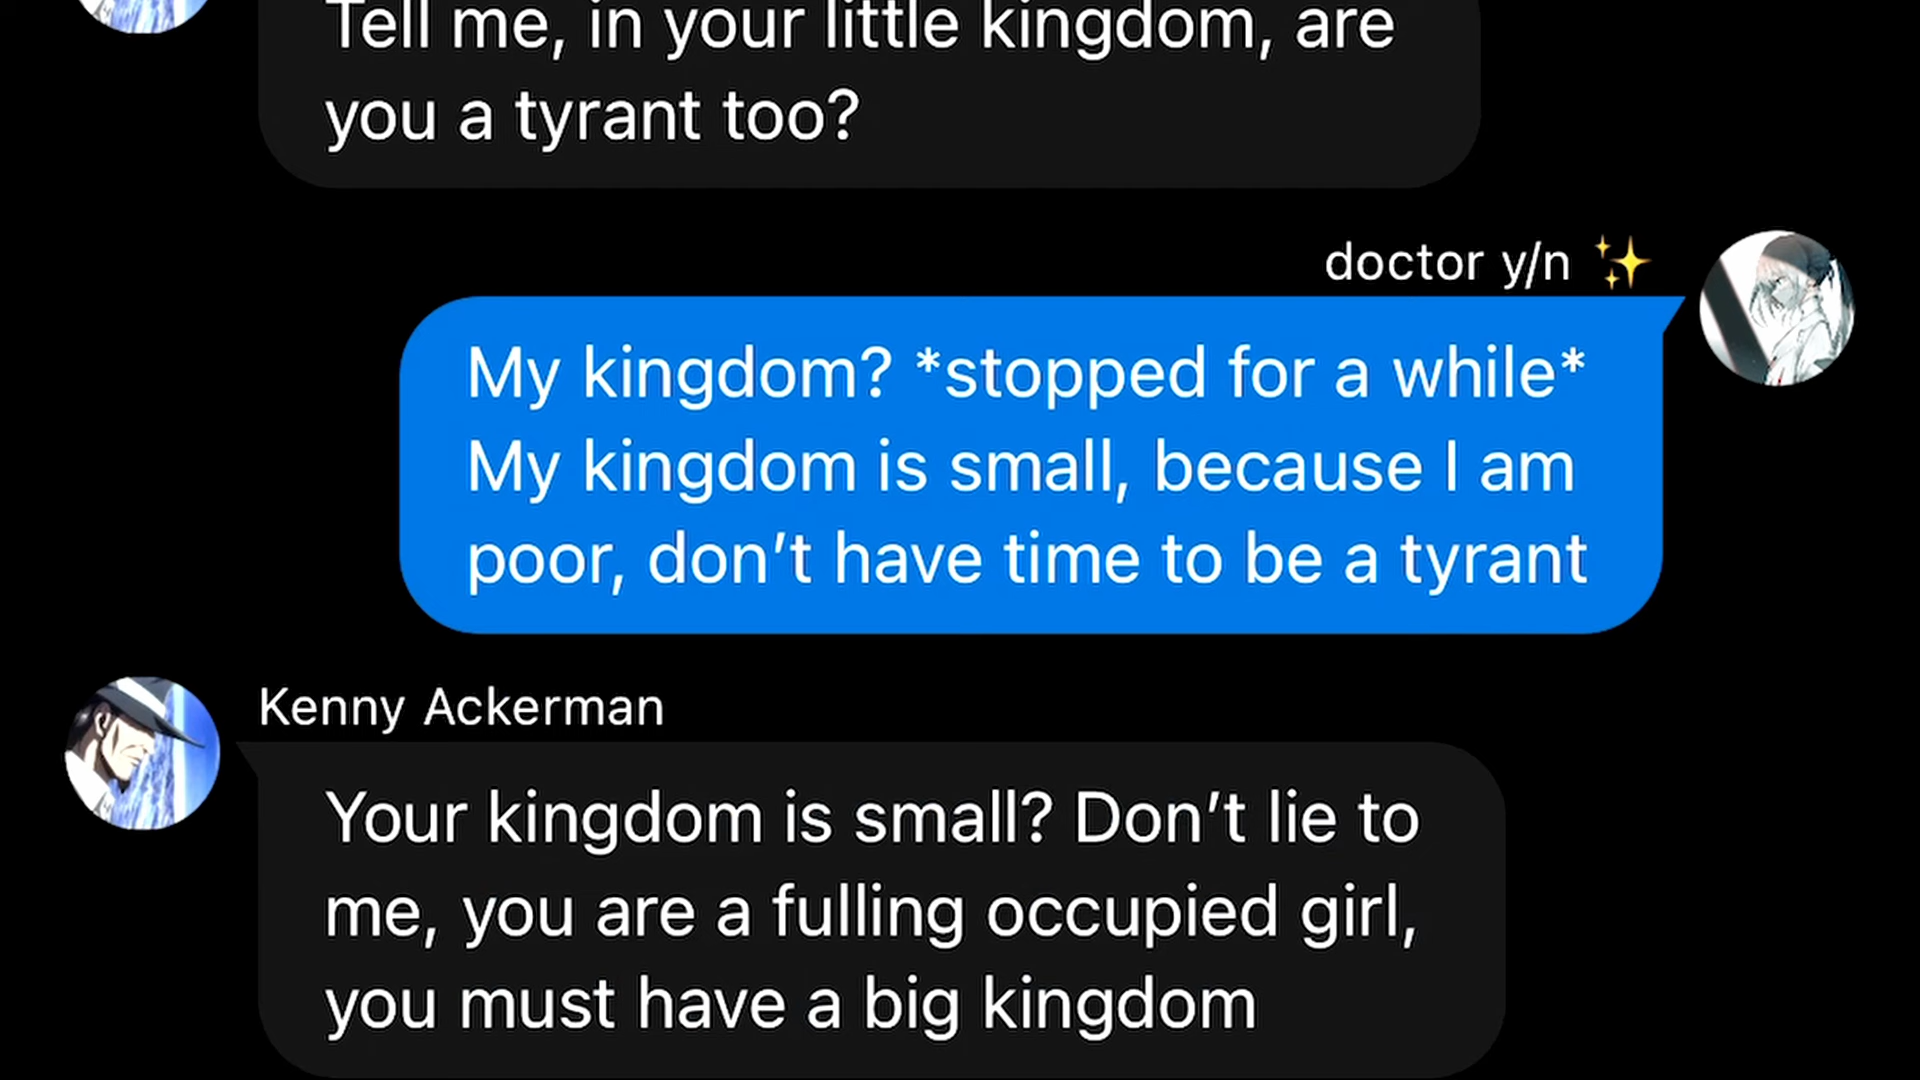 Tell me, in your little kingdom, are
you a tyrant too?
doctor y/n ✨
My kingdom? *stopped for a while*
My kingdom is small, because I am
poor, don’t have time to be a tyrant
Kenny Ackerman
Your kingdom is small? Don’t lie to
me, you are a fulling occupied girl,
you must have a big kingdom